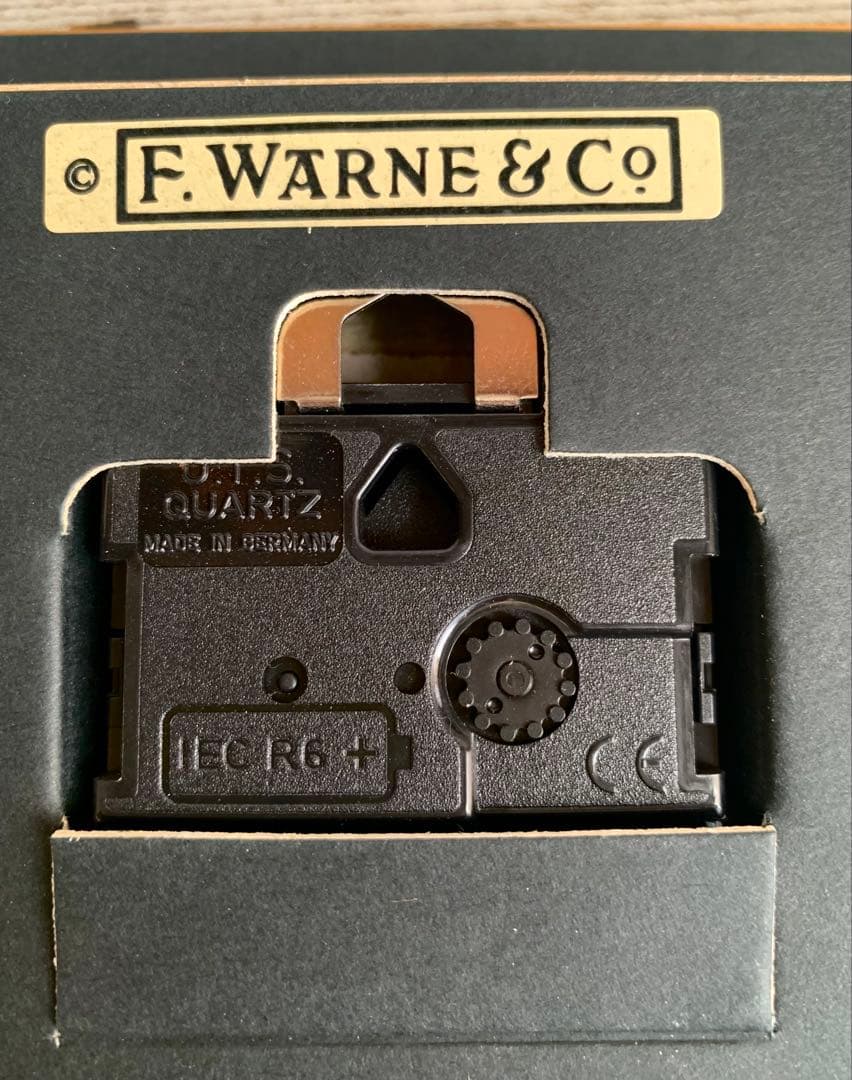 © F. WARNE & Cº
U.T.S.
QUARTZ
MADE IN GERMANY
IEC R6 +
CE